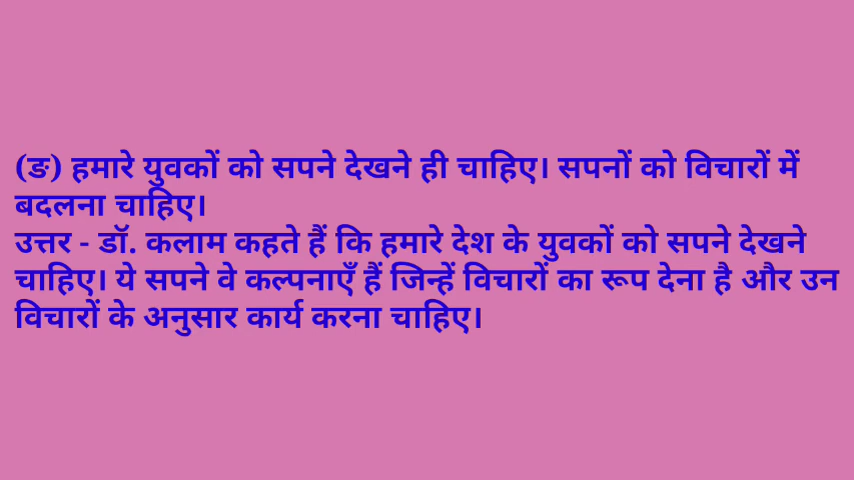 (ङ) हमारे युवकों को सपने देखने ही चाहिए। सपनों को विचारों में
बदलना चाहिए।
उत्तर - डॉ. कलाम कहते हैं कि हमारे देश के युवकों को सपने देखने
चाहिए। ये सपने वे कल्पनाएँ हैं जिन्हें विचारों का रूप देना है और उन
विचारों के अनुसार कार्य करना चाहिए।